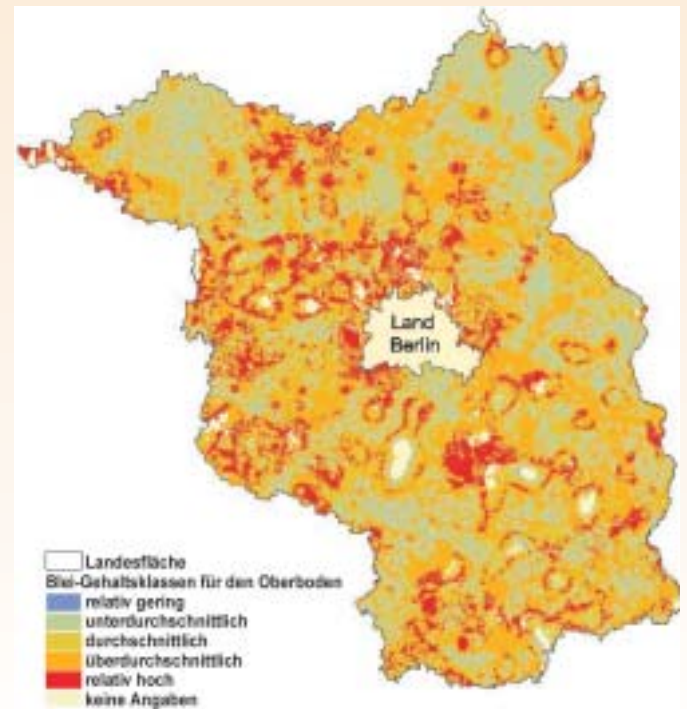 Land
Berlin
Landesfläche
Blei-Gehaltsklassen für den Oberboden
relativ gering
unterdurchschnittlich
durchschnittlich
überdurchschnittlich
relativ hoch
keine Angaben